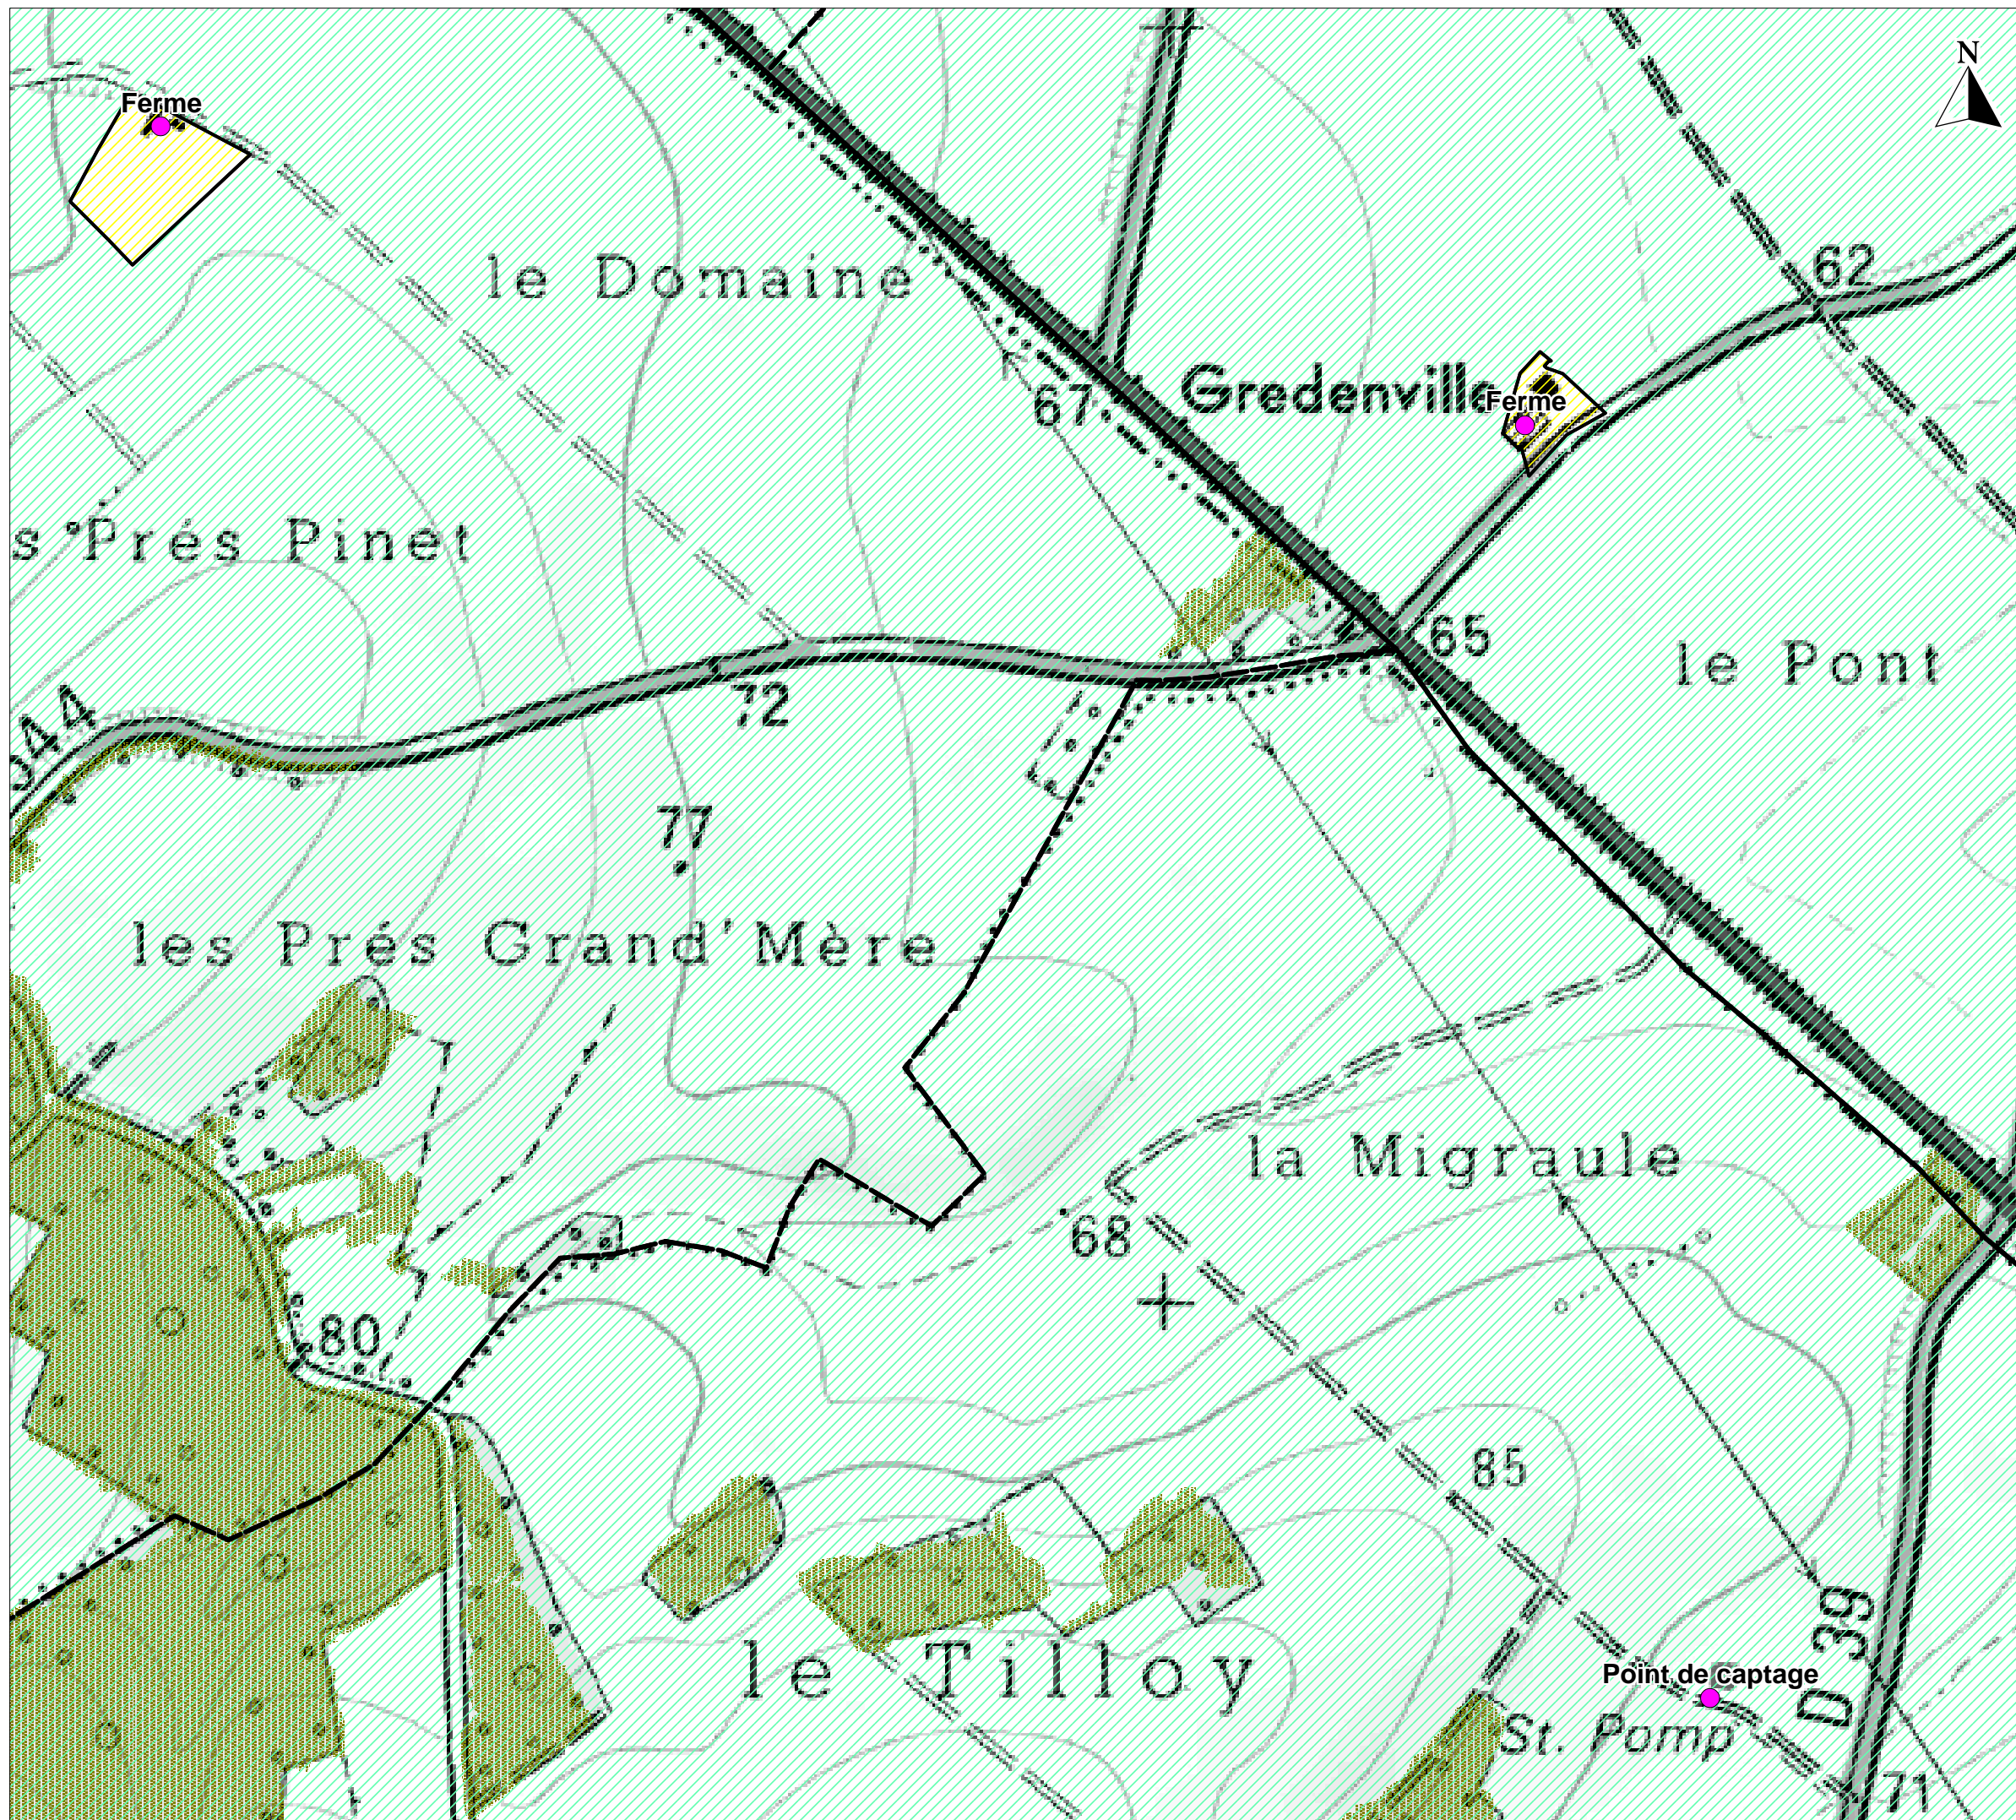 N
Ferme
62
le Domaine
Gredenville
Ferme
67
s Prés Pinet
65
le Pont
72
544
77
les Prés Grand'Mère
la Migraule
68
80
85
D 39
le Tilloy
Point de captage
St. Pomp
71